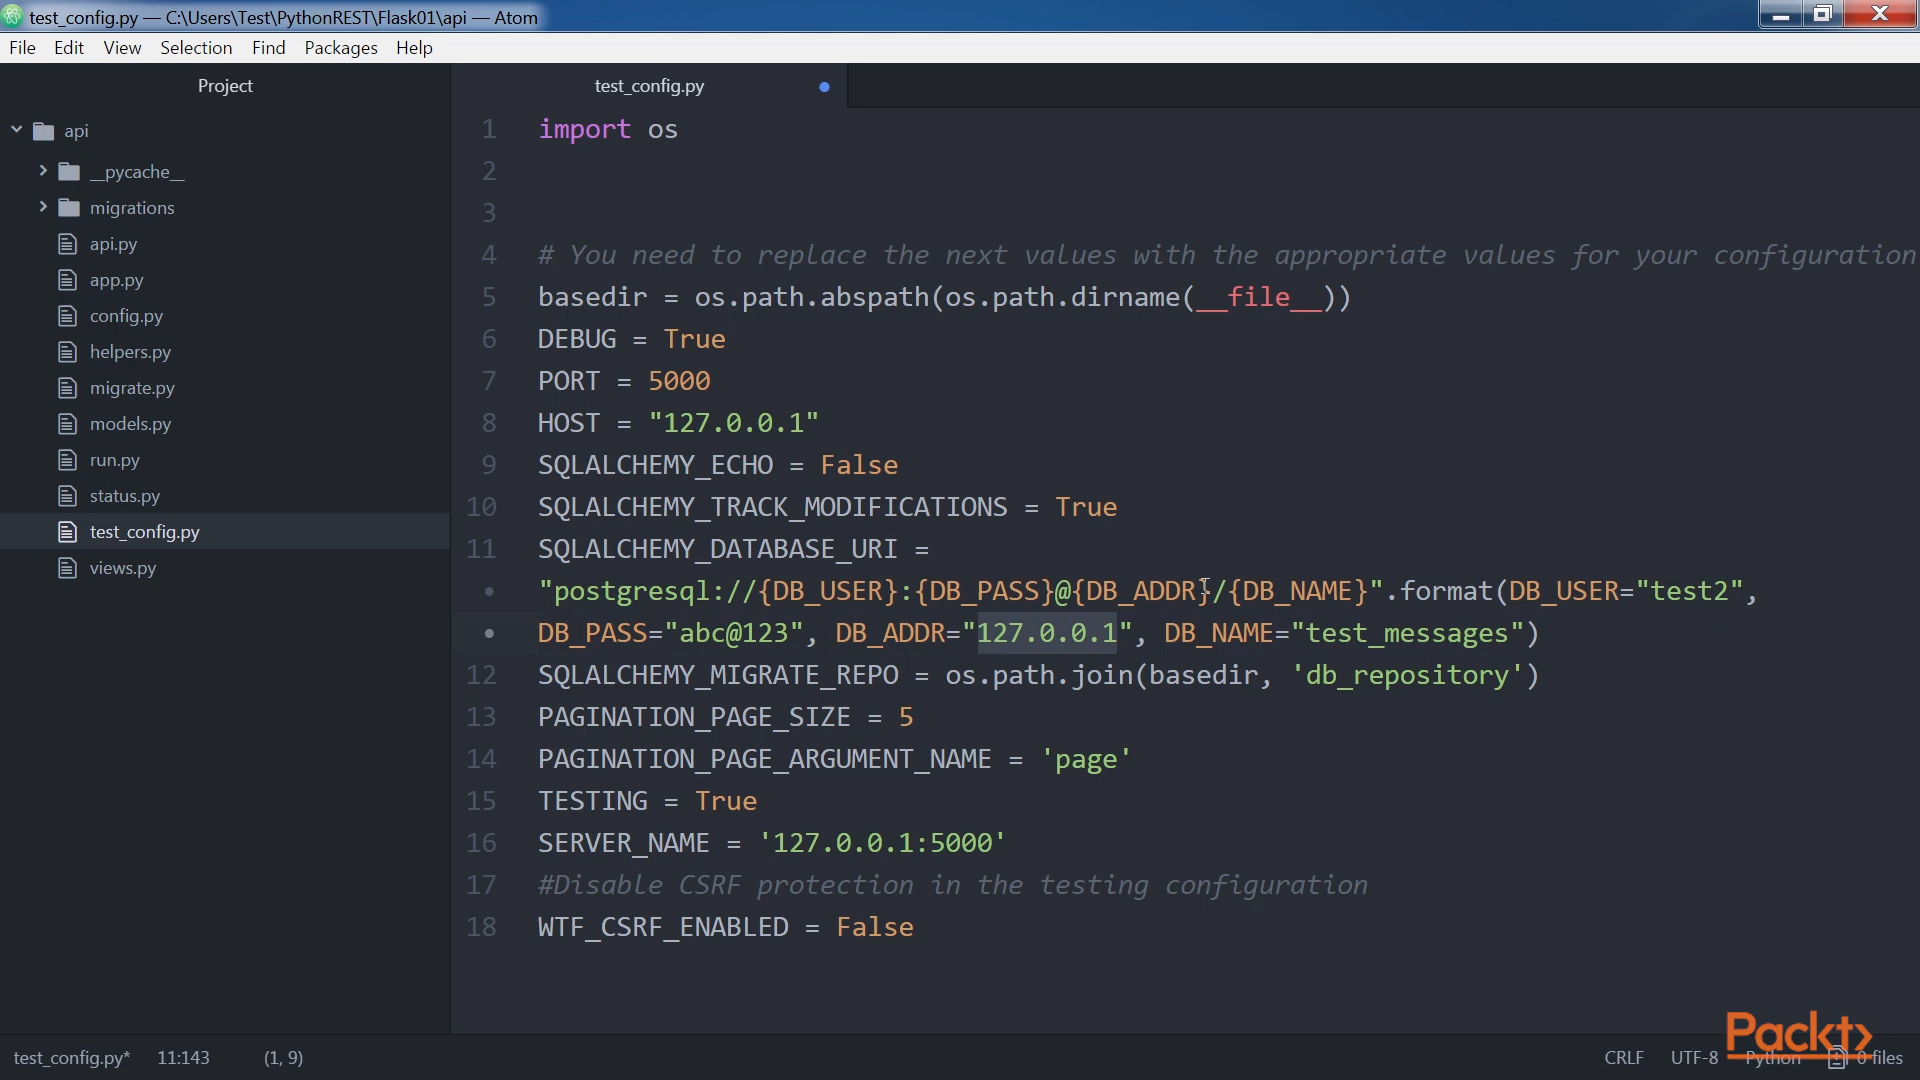 test_config.py — C:\Users\Test\PythonREST\Flask01\api — Atom
File Edit View Selection Find Packages Help
Project
api
__pycache__
migrations
api.py
app.py
config.py
helpers.py
migrate.py
models.py
run.py
status.py
test_config.py
views.py
test_config.py
1 import os
2
3
4 # You need to replace the next values with the appropriate values for your configuration
5 basedir = os.path.abspath(os.path.dirname(__file__))
6 DEBUG = True
7 PORT = 5000
8 HOST = "127.0.0.1"
9 SQLALCHEMY_ECHO = False
10 SQLALCHEMY_TRACK_MODIFICATIONS = True
11 SQLALCHEMY_DATABASE_URI =
• "postgresql://{DB_USER}:{DB_PASS}@{DB_ADDR}/{DB_NAME}".format(DB_USER="test2",
• DB_PASS="abc@123", DB_ADDR="127.0.0.1", DB_NAME="test_messages")
12 SQLALCHEMY_MIGRATE_REPO = os.path.join(basedir, 'db_repository')
13 PAGINATION_PAGE_SIZE = 5
14 PAGINATION_PAGE_ARGUMENT_NAME = 'page'
15 TESTING = True
16 SERVER_NAME = '127.0.0.1:5000'
17 #Disable CSRF protection in the testing configuration
18 WTF_CSRF_ENABLED = False
Packt>
test_config.py* 11:143 (1, 9) CRLF UTF-8 Python 0 files